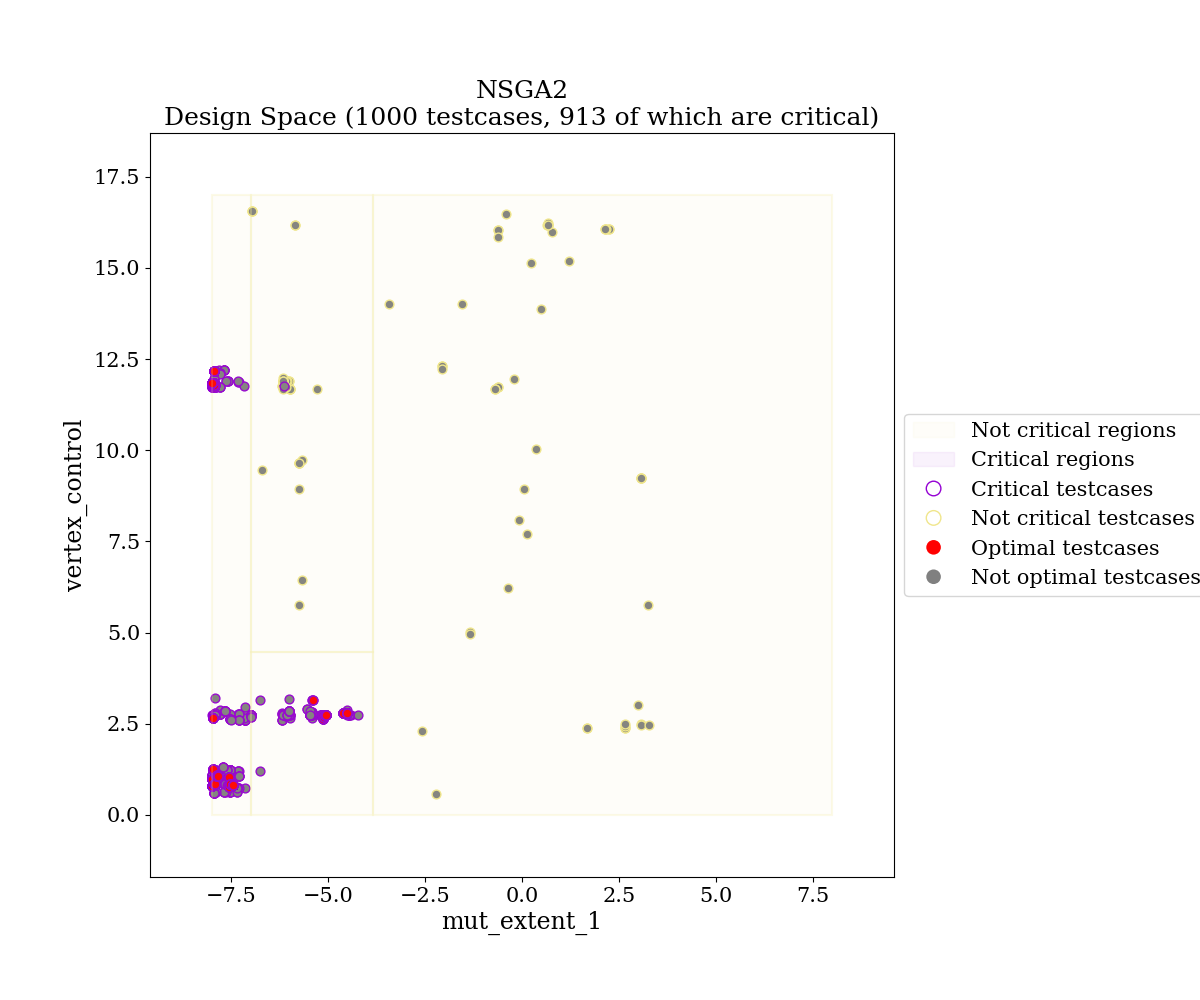 NSGA2
Design Space (1000 testcases, 913 of which are critical)
17.5
15.0
12.5
10.0
7.5
5.0
2.5
0.0
vertex_control
−7.5
−5.0
−2.5
0.0
2.5
5.0
7.5
mut_extent_1
Not critical regions
Critical regions
Critical testcases
Not critical testcases
Optimal testcases
Not optimal testcases